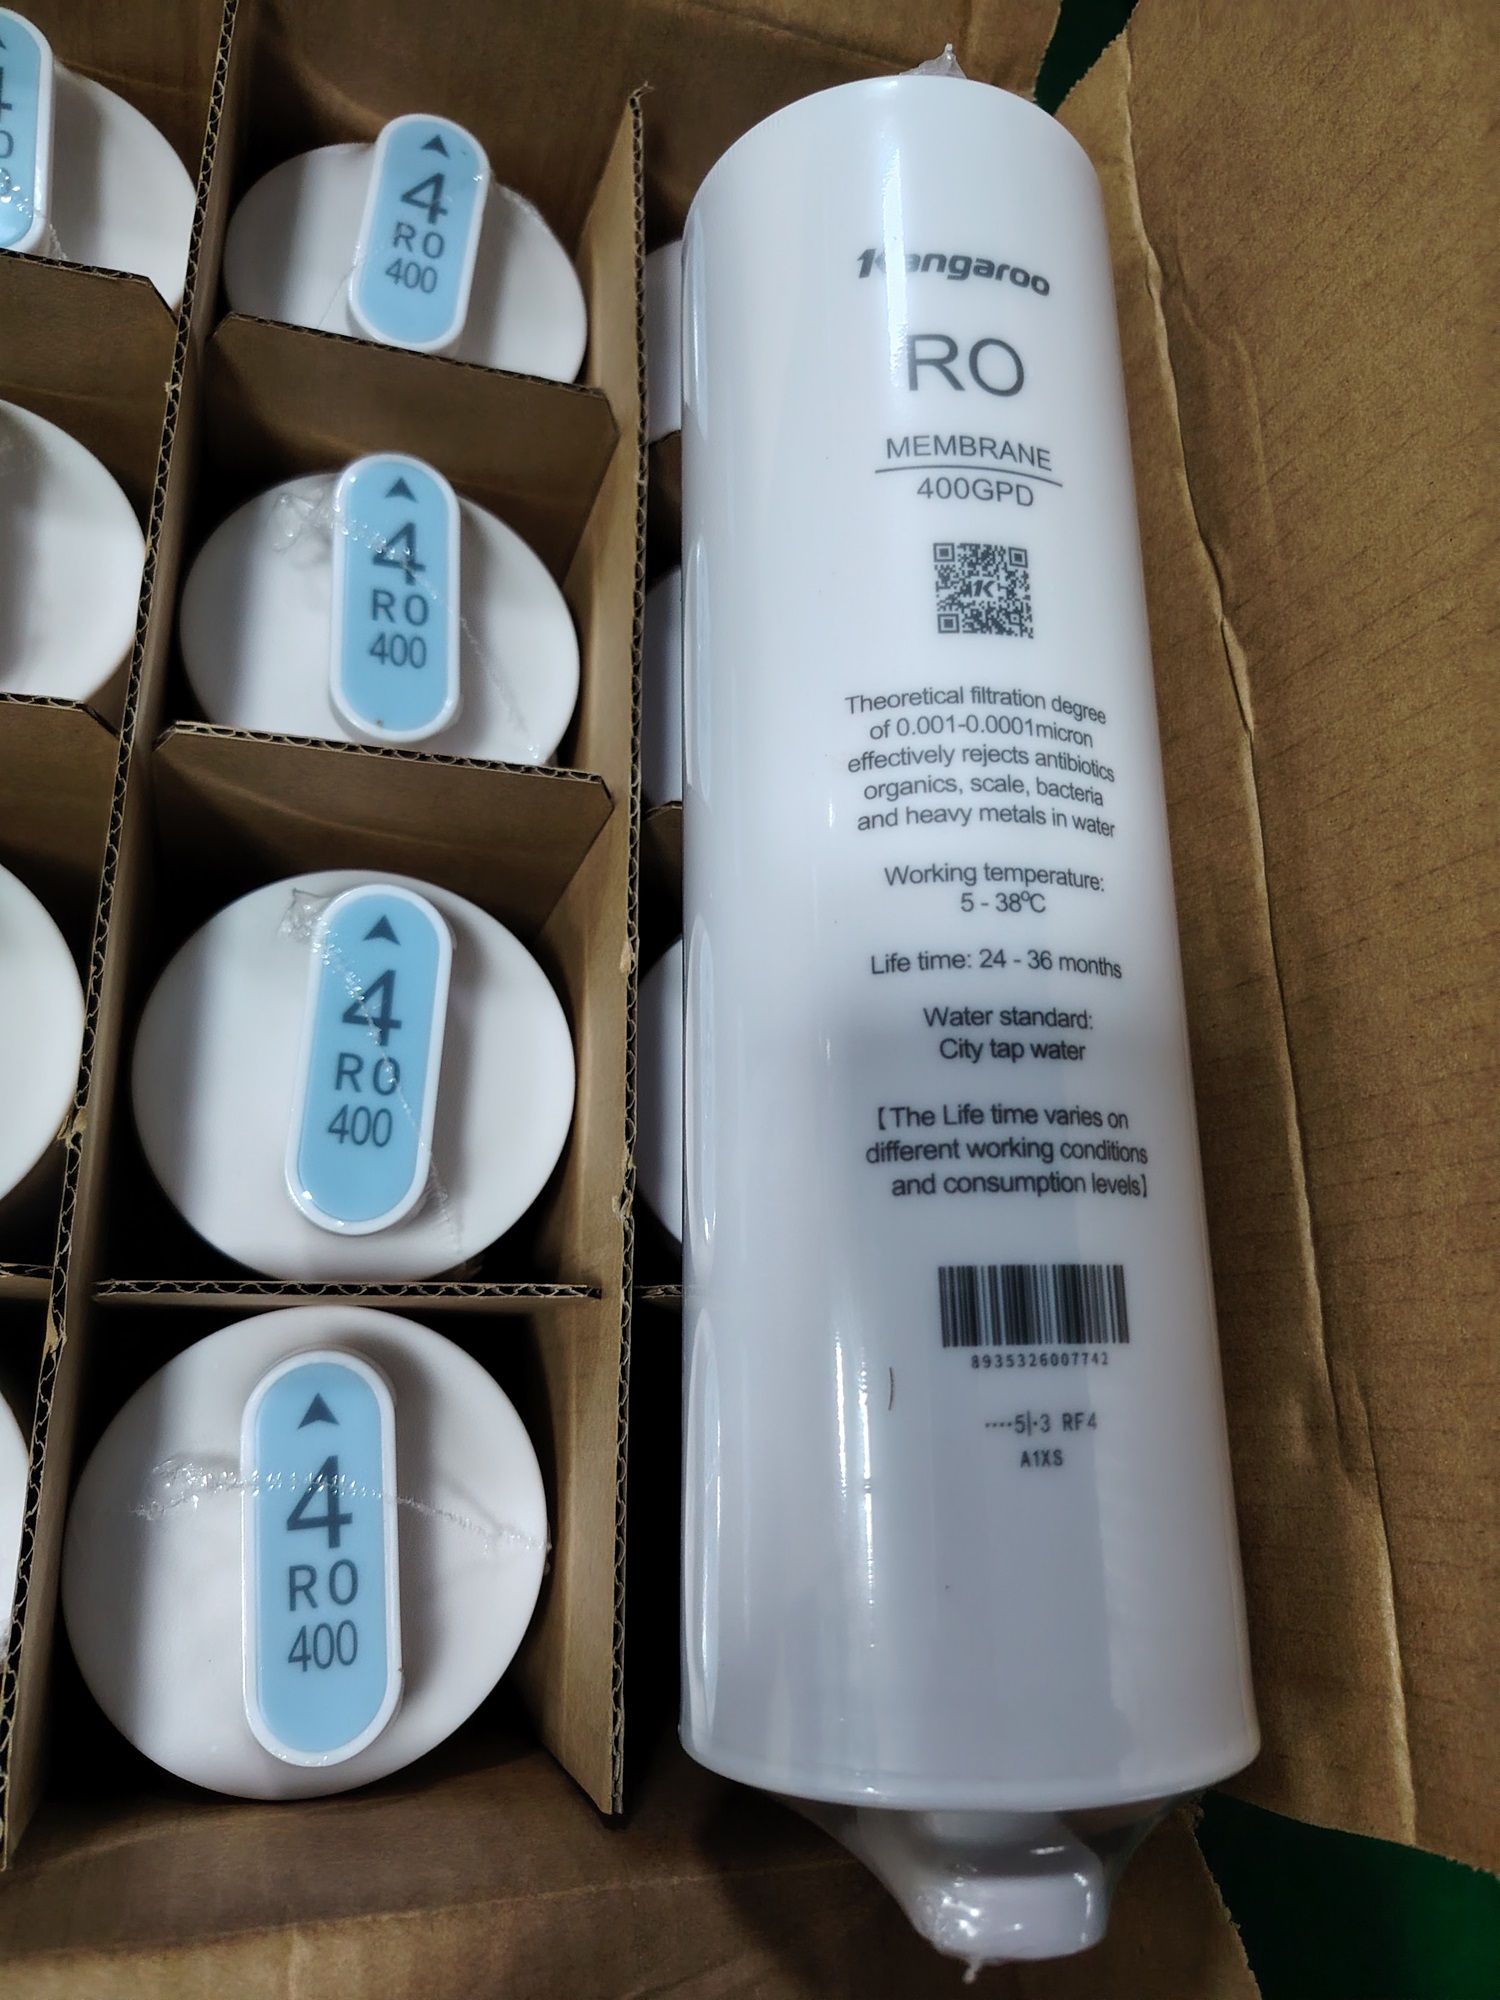 4
RO
400
4
RO
400
4
RO
400
4
RO
400
4
Kangaroo
RO
MEMBRANE
400GPD
Theoretical filtration degree
of 0.001-0.0001micron
effectively rejects antibiotics
organics, scale, bacteria
and heavy metals in water
Working temperature:
5 - 38ºC
Life time: 24 - 36 months
Water standard:
City tap water
【The Life time varies on
different working conditions
and consumption levels】
8935326007742
RF4
A1XS